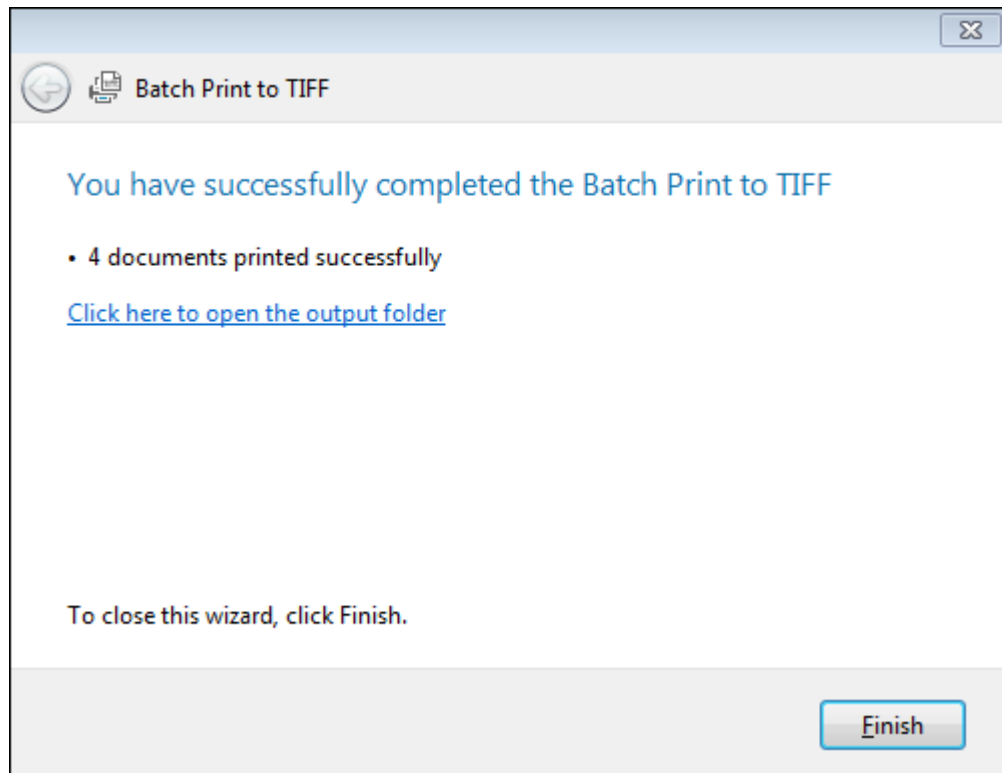 Batch Print to TIFF
You have successfully completed the Batch Print to TIFF
• 4 documents printed successfully
Click here to open the output folder
To close this wizard, click Finish.
Finish